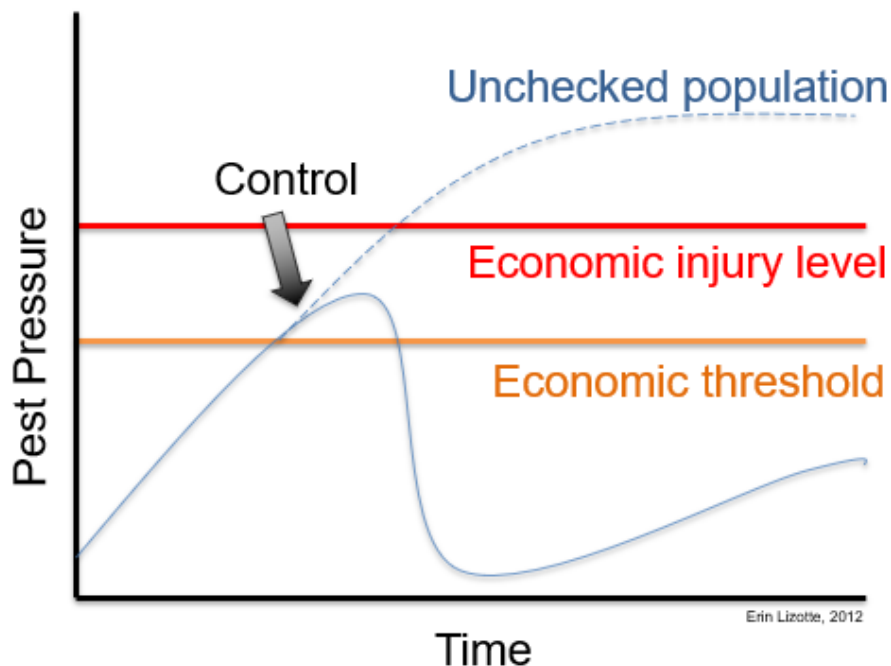 Unchecked population
Control
Economic injury level
Economic threshold
Pest Pressure
Erin Lizotte, 2012
Time